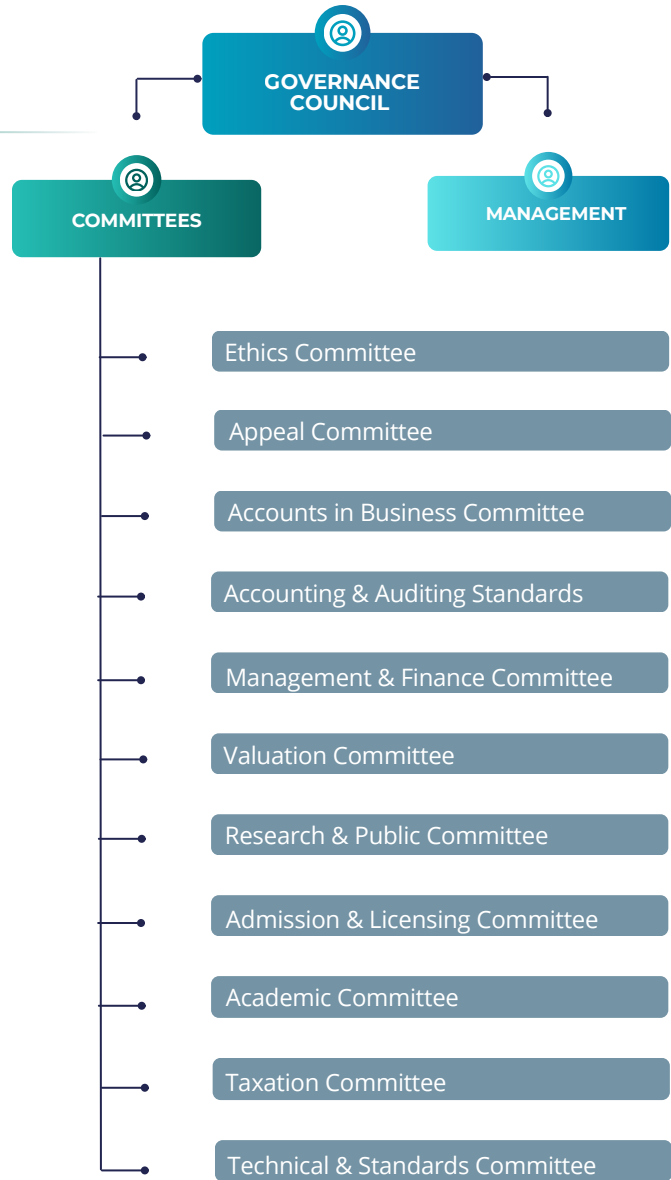 GOVERNANCE
COUNCIL
COMMITTEES
MANAGEMENT
Ethics Committee
Appeal Committee
Accounts in Business Committee
Accounting & Auditing Standards
Management & Finance Committee
Valuation Committee
Research & Public Committee
Admission & Licensing Committee
Academic Committee
Taxation Committee
Technical & Standards Committee